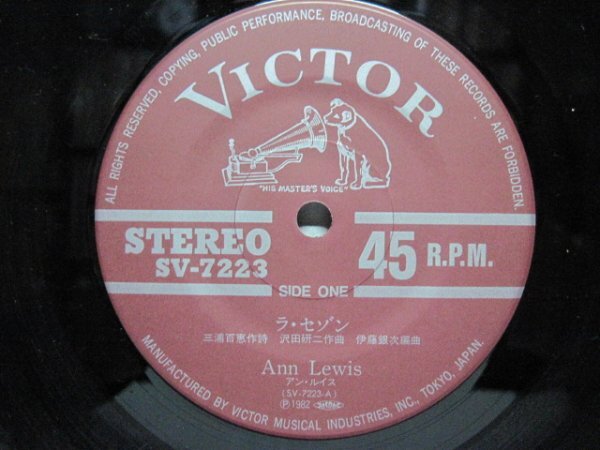 ALL RIGHTS RESERVED, COPYING, PUBLIC PERFORMANCE, BROADCASTING OF THESE RECORDS ARE FORBIDDEN.
VICTOR
"HIS MASTER'S VOICE"
STEREO
SV-7223
45 R.P.M.
SIDE ONE
ラ・セゾン
三浦百恵作詩 沢田研二作曲 伊藤銀次編曲
Ann Lewis
アン・ルイス
(SV-7223-A)
Ⓟ1982
MANUFACTURED BY VICTOR MUSICAL INDUSTRIES, INC., TOKYO, JAPAN.